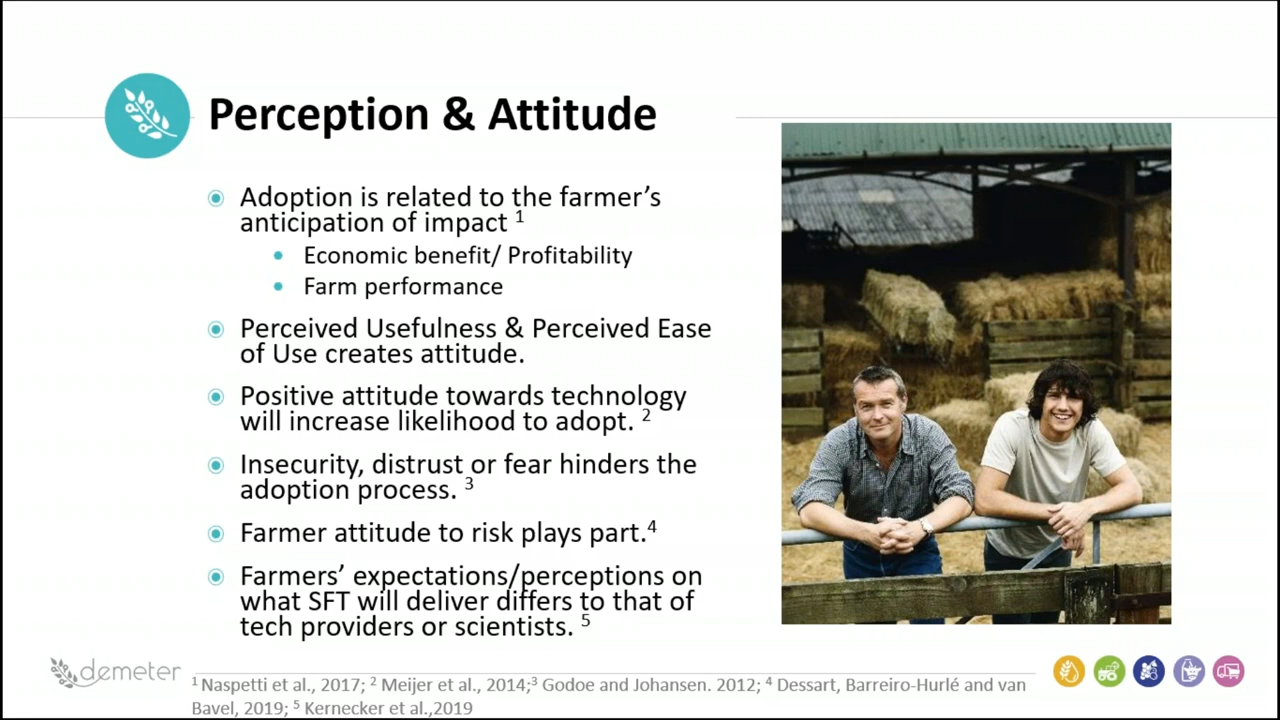 Perception & Attitude
Adoption is related to the farmer’s
anticipation of impact 1
Economic benefit/ Profitability
Farm performance
Perceived Usefulness & Perceived Ease
of Use creates attitude.
Positive attitude towards technology
will increase likelihood to adopt. 2
Insecurity, distrust or fear hinders the
adoption process. 3
Farmer attitude to risk plays part.4
Farmers’ expectations/perceptions on
what SFT will deliver differs to that of
tech providers or scientists. 5
demeter
1 Naspetti et al., 2017; 2 Meijer et al., 2014;3 Godoe and Johansen. 2012; 4 Dessart, Barreiro-Hurlé and van
Bavel, 2019; 5 Kernecker et al.,2019